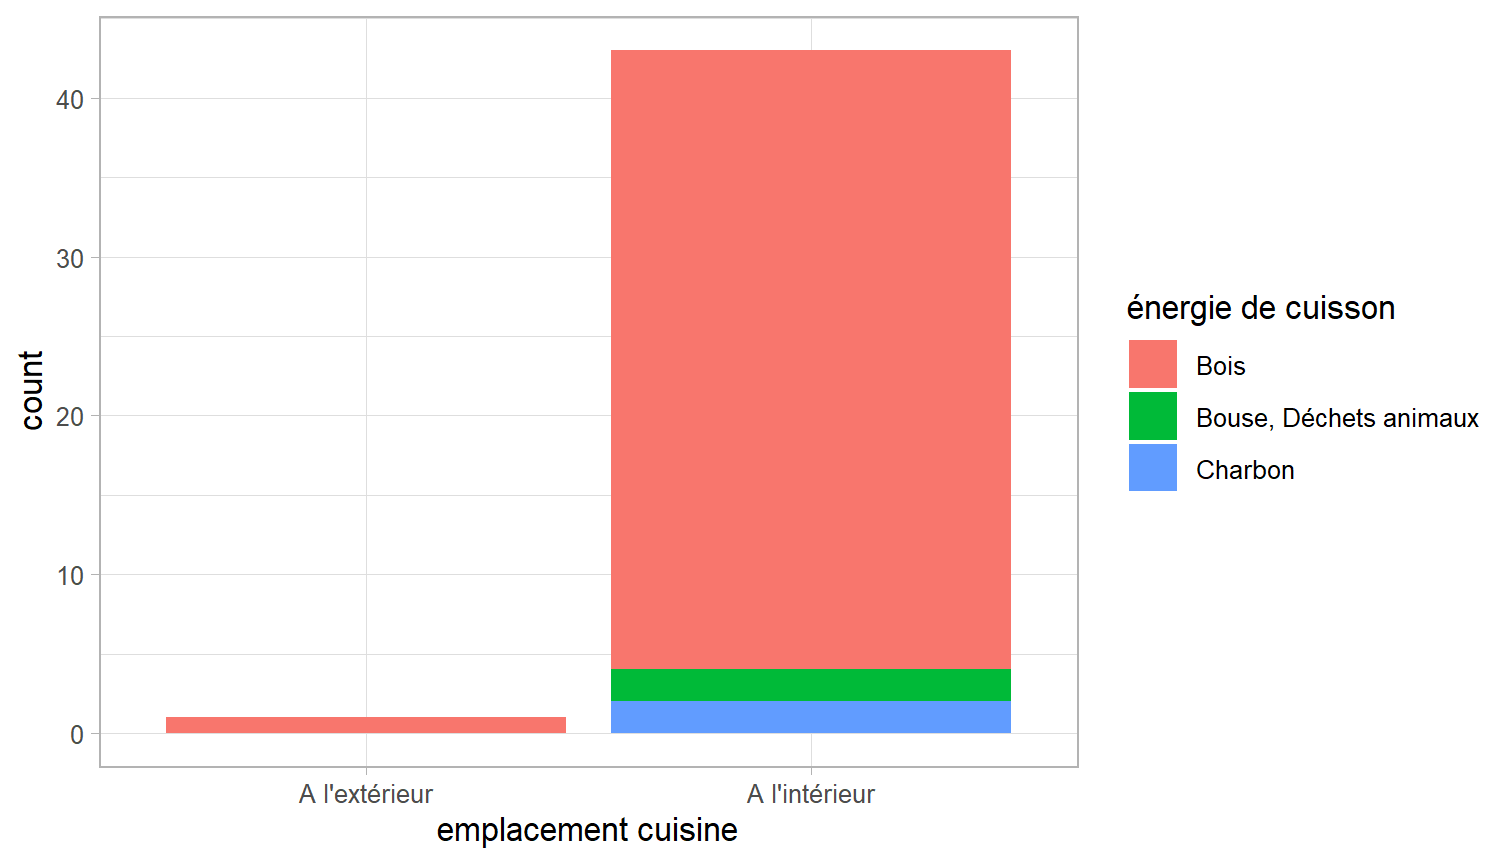 count
40
30
20
10
0
A l'extérieur
A l'intérieur
emplacement cuisine
énergie de cuisson
Bois
Bouse, Déchets animaux
Charbon